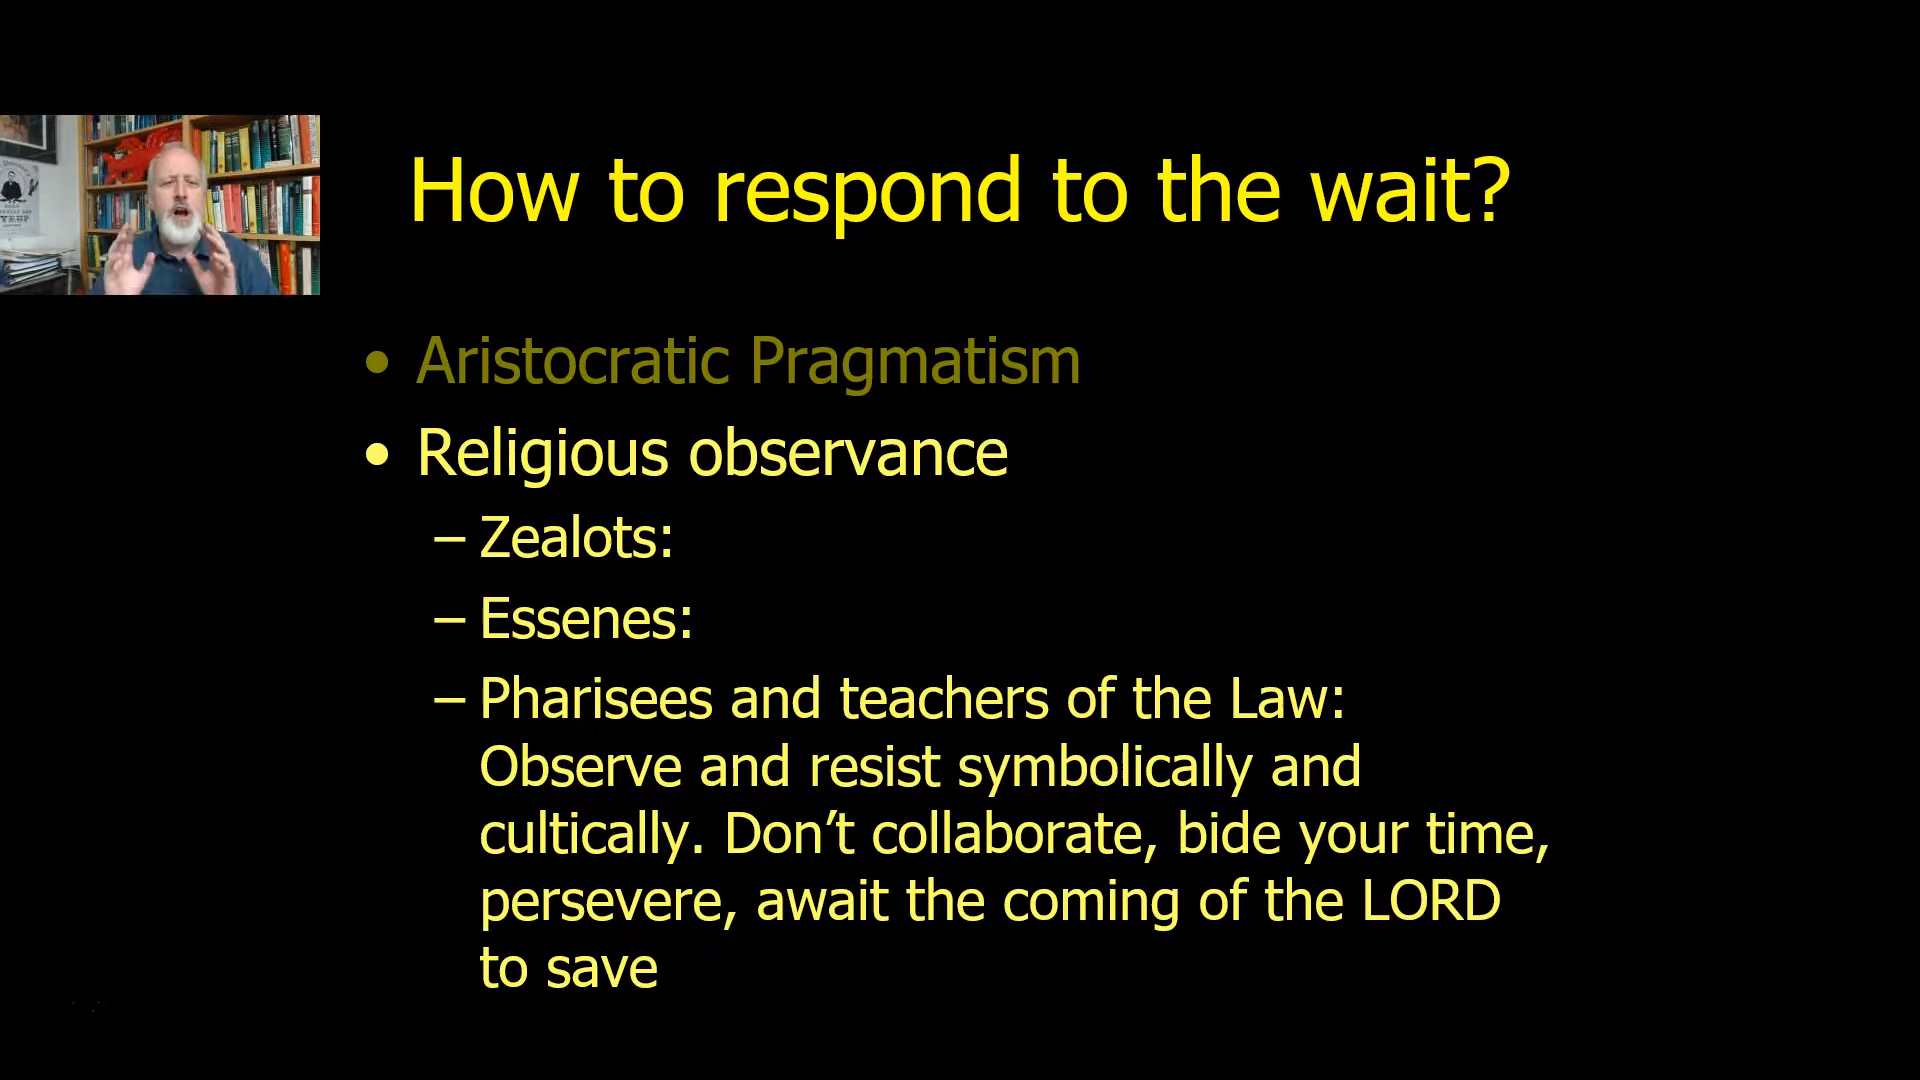 How to respond to the wait?
• Aristocratic Pragmatism
• Religious observance
– Zealots:
– Essenes:
– Pharisees and teachers of the Law:
Observe and resist symbolically and
cultically. Don’t collaborate, bide your time,
persevere, await the coming of the LORD
to save